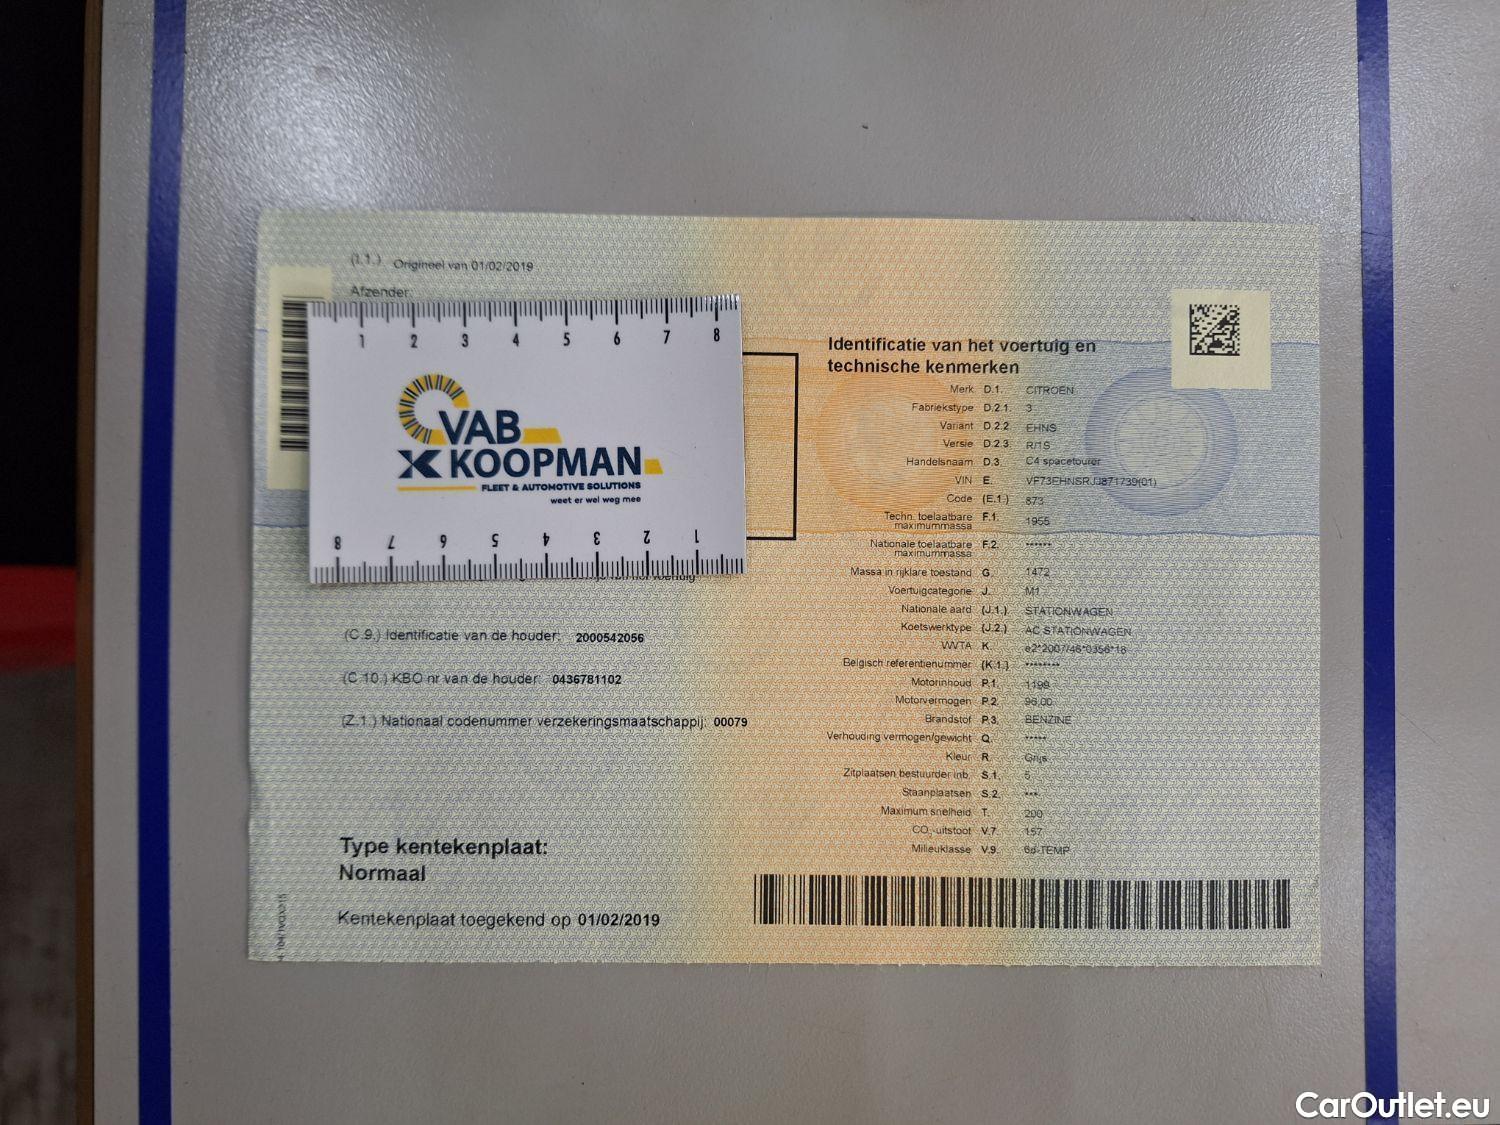 (I.1.) Origineel van 01/02/2019
Afzender:
1 2 3 4 5 6 7 8
VAB
KOOPMAN
FLEET & AUTOMOTIVE SOLUTIONS
weet er wel weg mee
8 7 6 5 4 3 2 1
(C.9.) Identificatie van de houder: 2000542056
(C.10.) KBO nr van de houder: 0436781102
(Z.1.) Nationaal codenummer verzekeringsmaatschappij: 00079
Type kentekenplaat:
Normaal
Kentekenplaat toegekend op 01/02/2019
Identificatie van het voertuig en
technische kenmerken
Merk D.1. CITROËN
Fabriekstype D.2.1. 3
Variant D.2.2. EHNS
Versie D.2.3. R/1S
Handelsnaam D.3. C4 spacetourer
VIN E. VF73EHNSRJJ871739(01)
Code (E.1.) 873
Techn. toelaatbare
maximummassa F.1. 1955
Nationale toelaatbare
maximummassa F.2. ******
Massa in rijklare toestand G. 1472
Voertuigcategorie J. M1
Nationale aard (J.1.) STATIONWAGEN
Koetswerktype (J.2.) AC STATIONWAGEN
WVTA K. e2*2007/46*0356*18
Belgisch referentienummer (K.1.) ********
Motorinhoud P.1. 1199
Motorvermogen P.2. 96,00
Brandstof P.3. BENZINE
Verhouding vermogen/gewicht Q. *****
Kleur R. Grijs
Zitplaatsen bestuurder inb. S.1. 5
Staanplaatsen S.2. ***
Maximum snelheid T. 200
CO₂-uitstoot V.7. 157
Milieuklasse V.9. 6d-TEMP
CarOutlet.eu